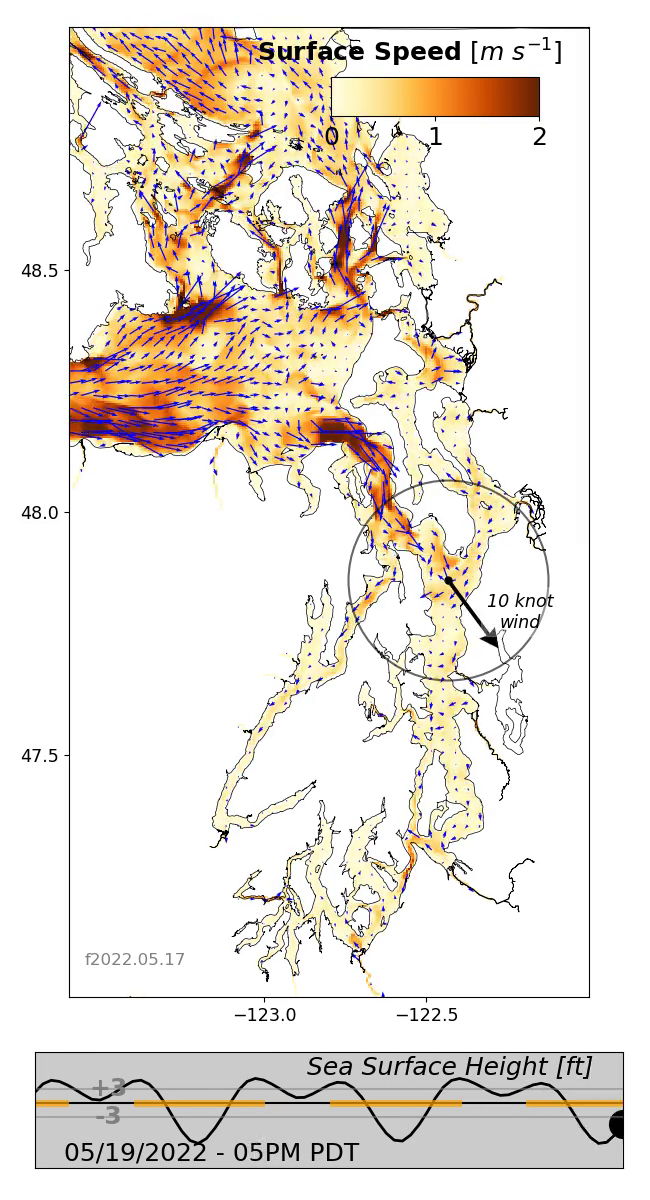 Surface Speed [m s⁻¹]
0 1 2
48.5
48.0
10 knot
wind
47.5
f2022.05.17
−123.0 −122.5
Sea Surface Height [ft]
+3
-3
05/19/2022 - 05PM PDT